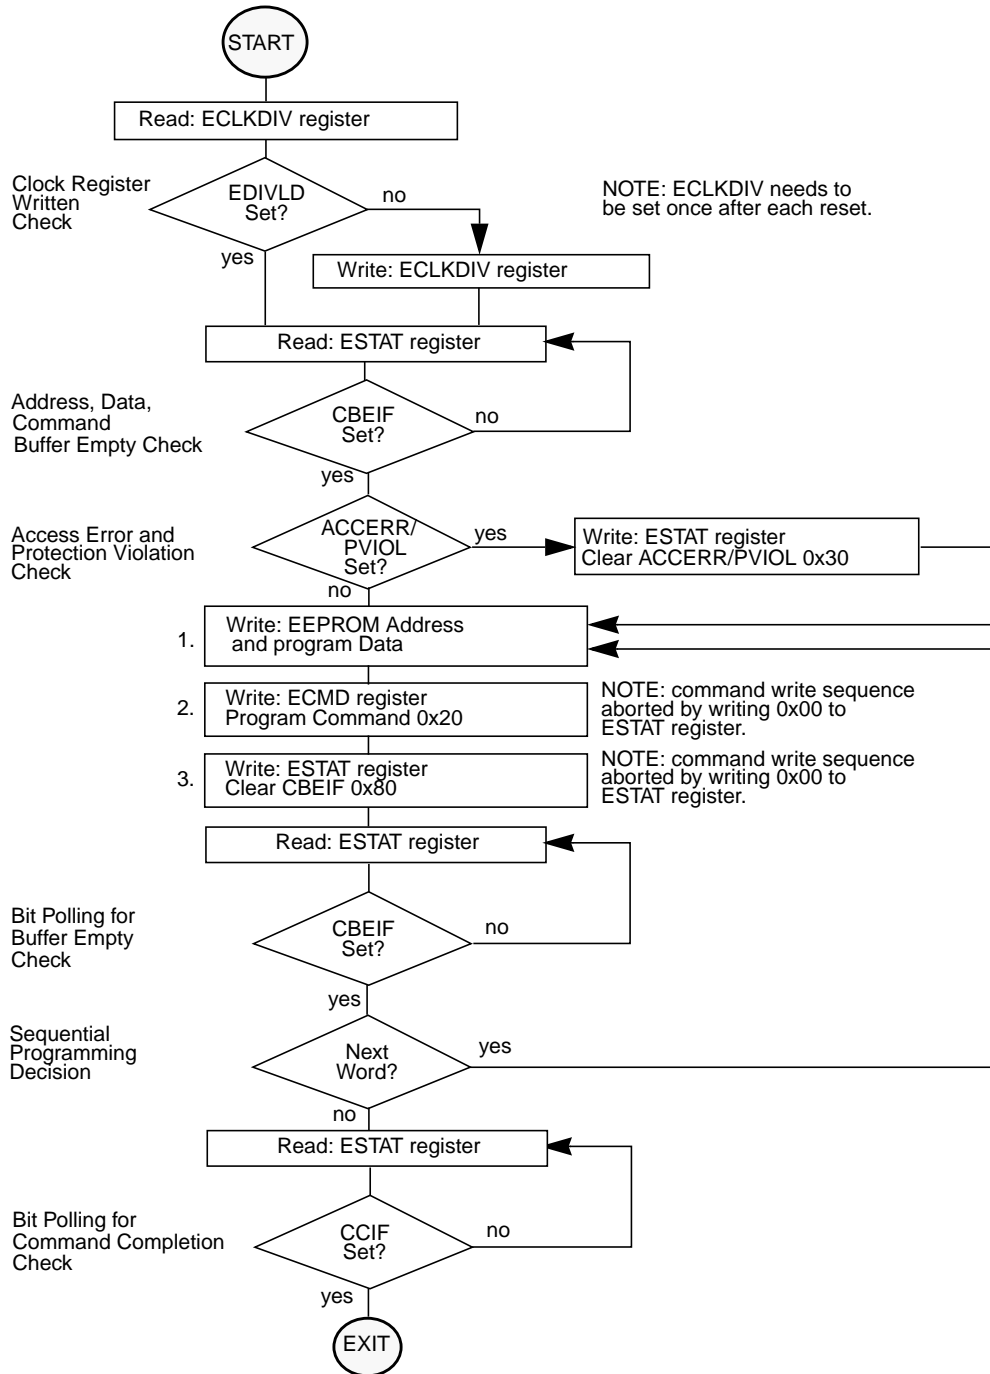 START
Read: ECLKDIV register
Clock Register
Written
Check
EDIVLD
Set?
no
yes
NOTE: ECLKDIV needs to
be set once after each reset.
Write: ECLKDIV register
Read: ESTAT register
Address, Data,
Command
Buffer Empty Check
CBEIF
Set?
no
yes
Access Error and
Protection Violation
Check
ACCERR/
PVIOL
Set?
yes
no
Write: ESTAT register
Clear ACCERR/PVIOL 0x30
1.
Write: EEPROM Address
and program Data
2.
Write: ECMD register
Program Command 0x20
NOTE: command write sequence
aborted by writing 0x00 to
ESTAT register.
3.
Write: ESTAT register
Clear CBEIF 0x80
NOTE: command write sequence
aborted by writing 0x00 to
ESTAT register.
Read: ESTAT register
Bit Polling for
Buffer Empty
Check
CBEIF
Set?
no
yes
Sequential
Programming
Decision
Next
Word?
yes
no
Read: ESTAT register
Bit Polling for
Command Completion
Check
CCIF
Set?
no
yes
EXIT